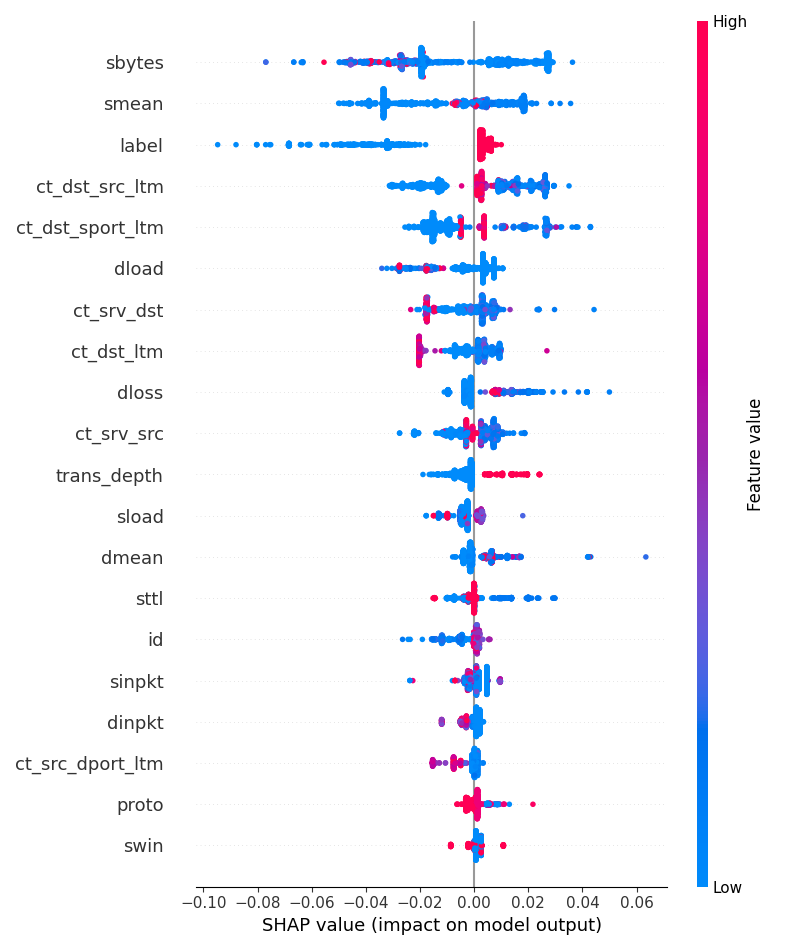 High
sbytes
smean
label
ct_dst_src_ltm
ct_dst_sport_ltm
dload
ct_srv_dst
ct_dst_ltm
dloss
ct_srv_src
trans_depth
sload
dmean
sttl
id
sinpkt
dinpkt
ct_src_dport_ltm
proto
swin
Feature value
Low
−0.10 −0.08 −0.06 −0.04 −0.02 0.00 0.02 0.04 0.06
SHAP value (impact on model output)